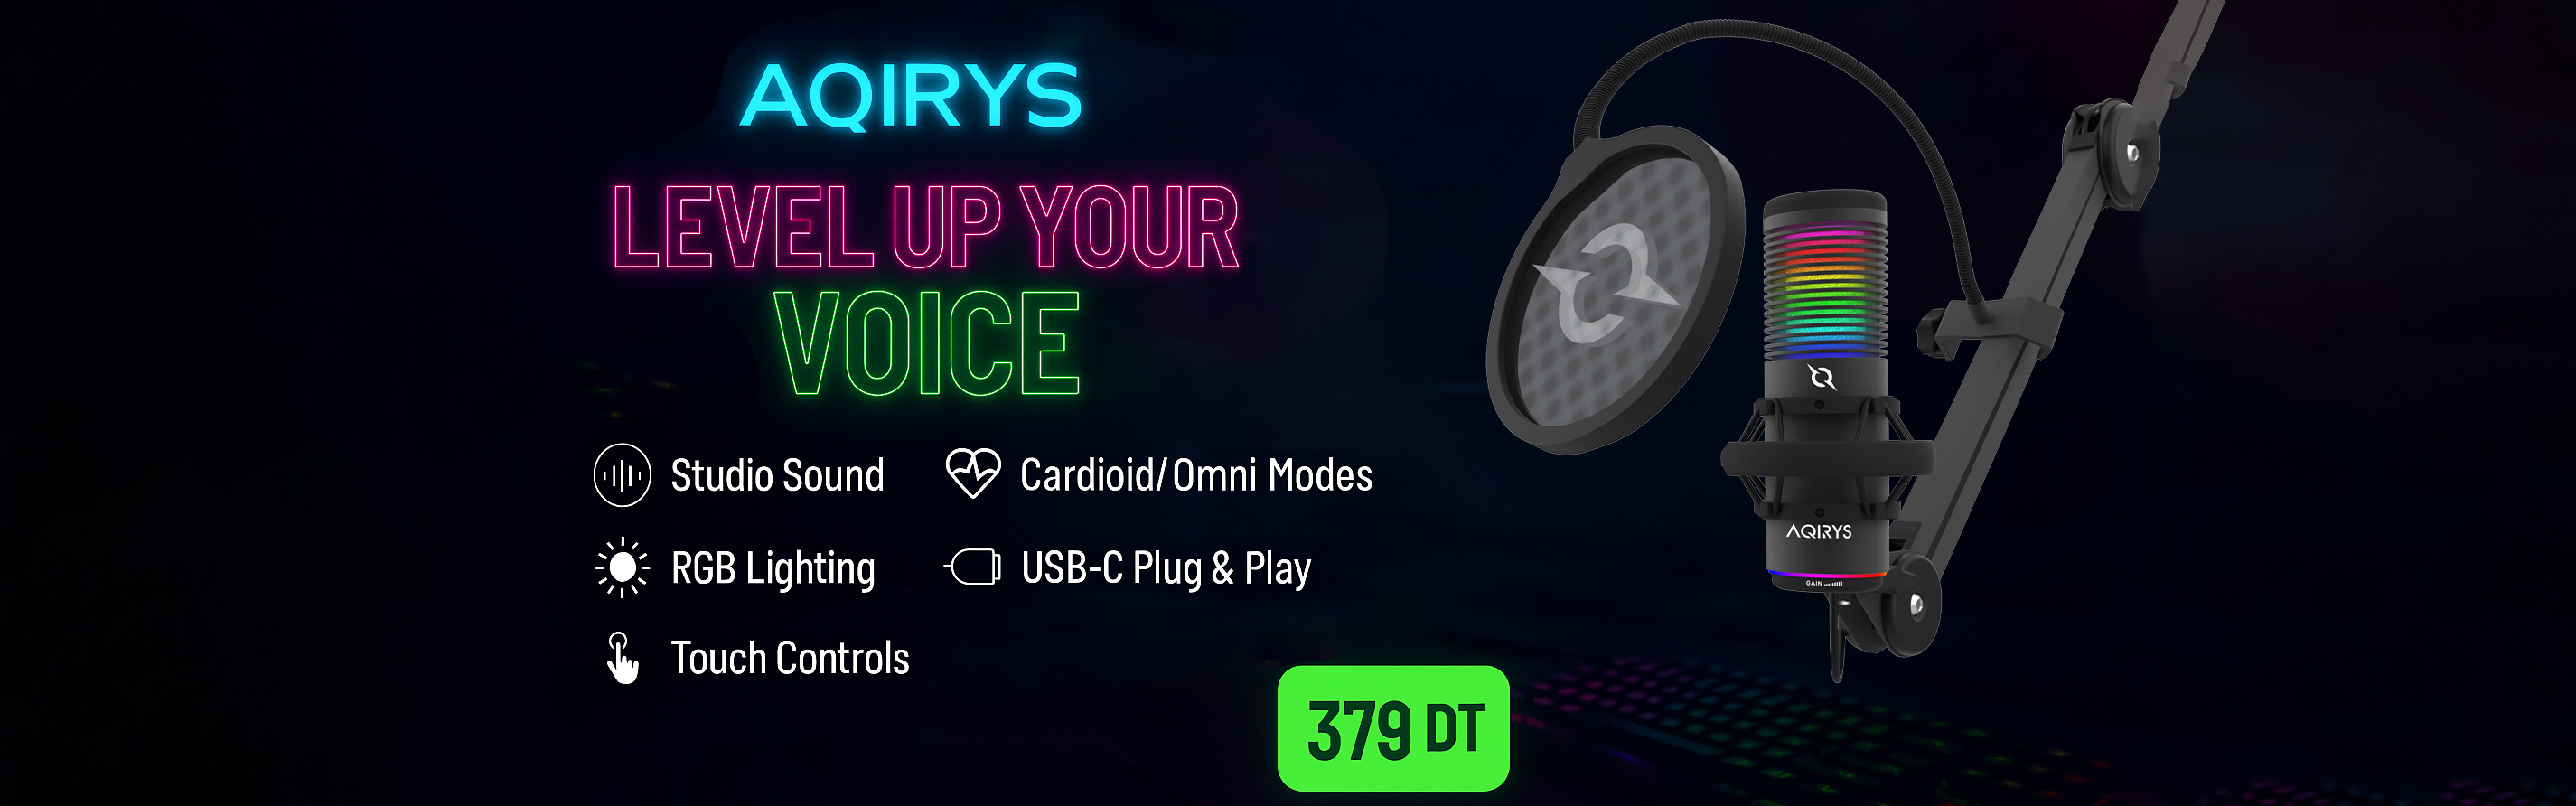 AQIRYS
LEVEL UP YOUR
VOICE
Studio Sound
Cardioid/Omni Modes
RGB Lighting
USB-C Plug & Play
Touch Controls
379 DT
AQIRYS
GAIN